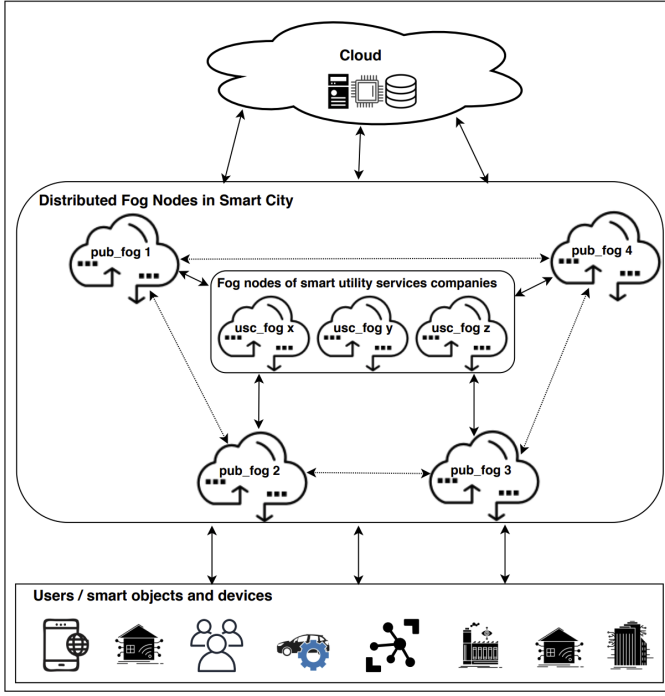 Cloud
Distributed Fog Nodes in Smart City
pub_fog 1
pub_fog 4
Fog nodes of smart utility services companies
usc_fog x
usc_fog y
usc_fog z
pub_fog 2
pub_fog 3
Users / smart objects and devices